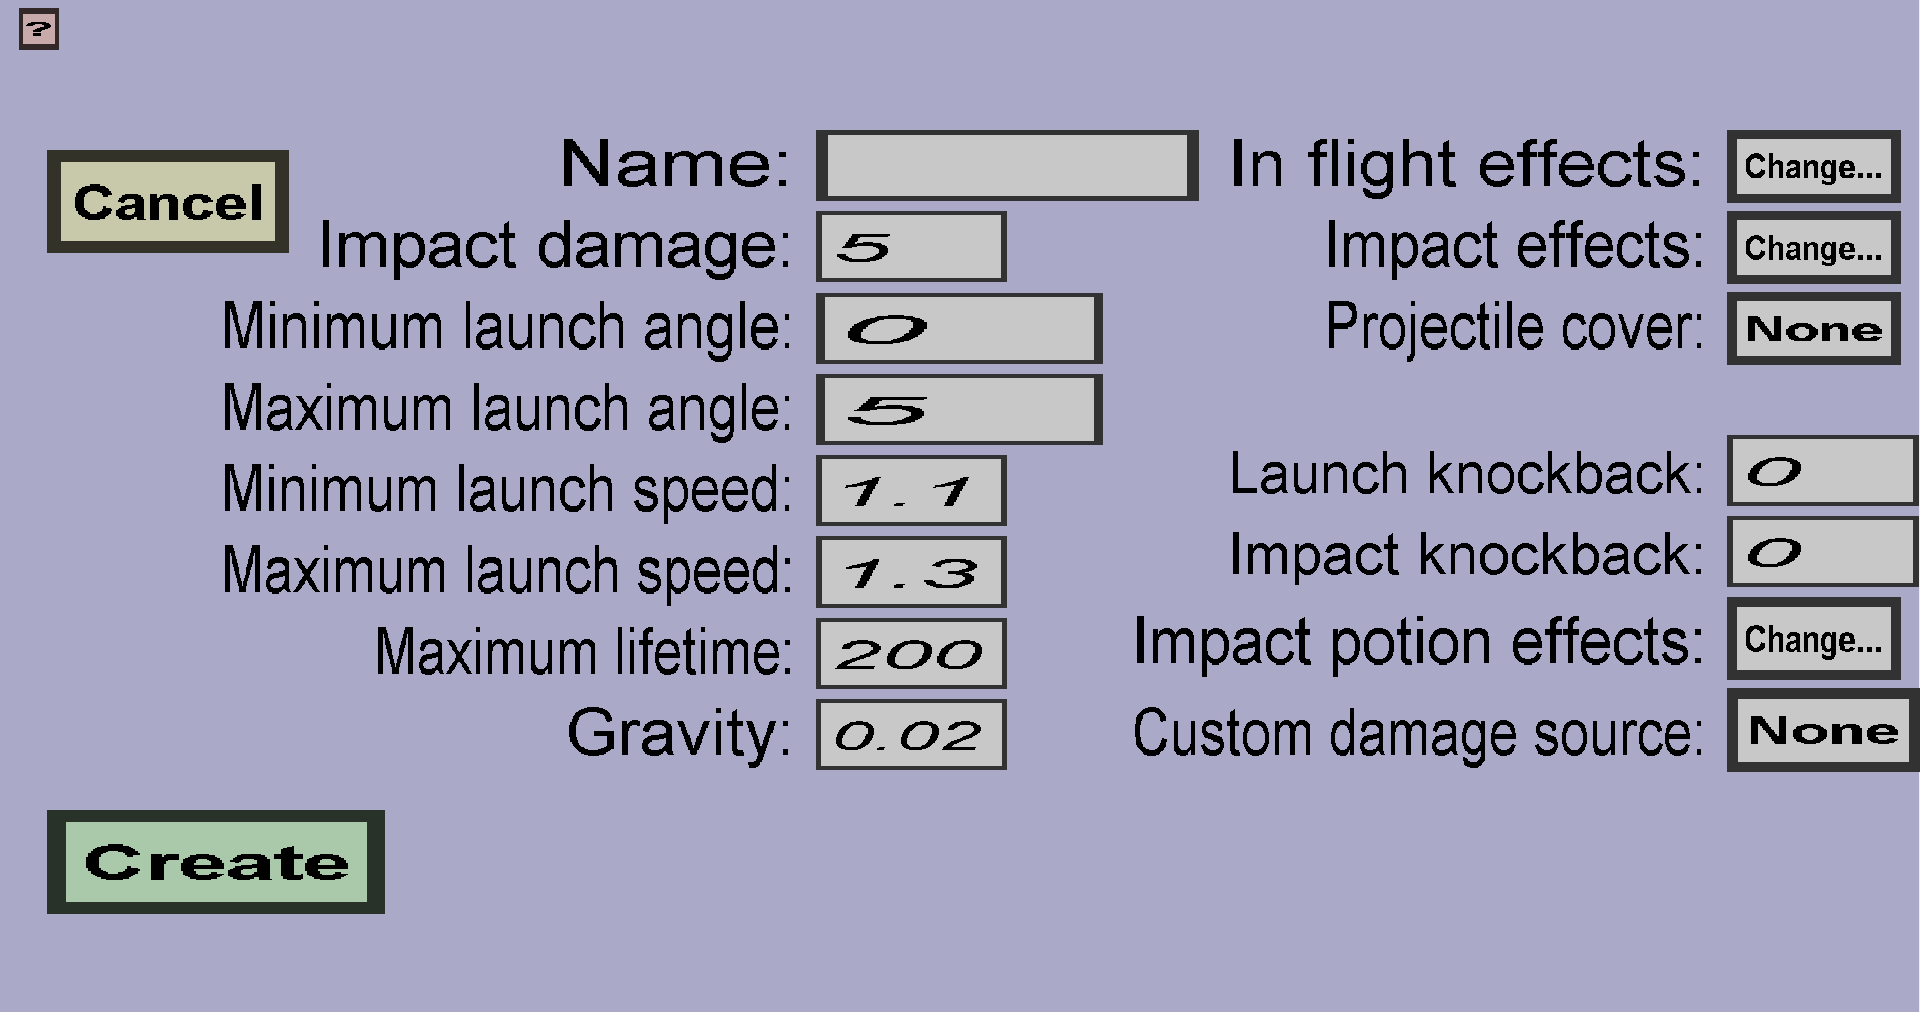 ?
Cancel
Name:
Impact damage: 5
Minimum launch angle: 0
Maximum launch angle: 5
Minimum launch speed: 1.1
Maximum launch speed: 1.3
Maximum lifetime: 200
Gravity: 0.02
In flight effects: Change...
Impact effects: Change...
Projectile cover: None
Launch knockback: 0
Impact knockback: 0
Impact potion effects: Change...
Custom damage source: None
Create